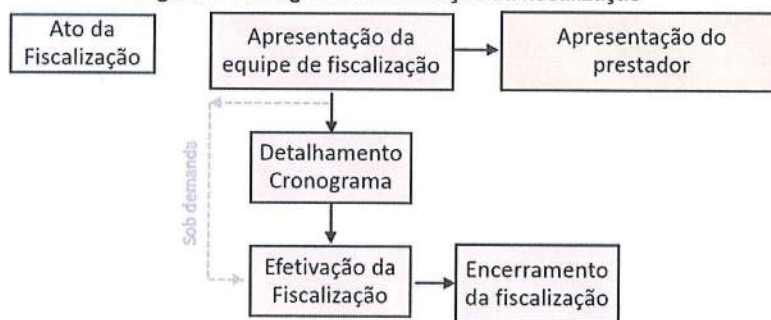 Ato da
Fiscalização
Apresentação da
equipe de fiscalização
Apresentação do
prestador
Sob demanda
Detalhamento
Cronograma
Efetivação da
Fiscalização
Encerramento
da fiscalização